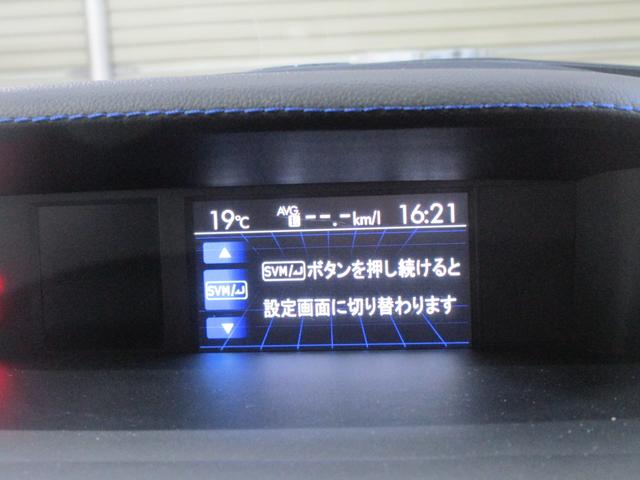 19℃ AVG --.-km/l 16:21
▲
SVM/↵ ボタンを押し続けると
SVM/↵
設定画面に切り替わります
▼